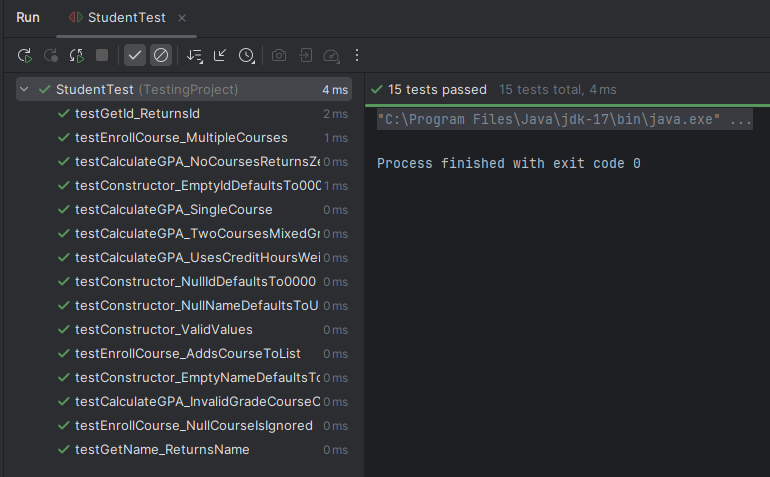 Run StudentTest
StudentTest (TestingProject) 4 ms
15 tests passed 15 tests total, 4 ms
testGetId_ReturnsId 2 ms
testEnrollCourse_MultipleCourses 1 ms
testCalculateGPA_NoCoursesReturnsZe 0 ms
testConstructor_EmptyIdDefaultsTo000 1 ms
testCalculateGPA_SingleCourse 0 ms
testCalculateGPA_TwoCoursesMixedGr 0 ms
testCalculateGPA_UsesCreditHoursWei 0 ms
testConstructor_NullIdDefaultsTo0000 0 ms
testConstructor_NullNameDefaultsToU 0 ms
testConstructor_ValidValues 0 ms
testEnrollCourse_AddsCourseToList 0 ms
testConstructor_EmptyNameDefaultsTo 0 ms
testCalculateGPA_InvalidGradeCourseC 0 ms
testEnrollCourse_NullCourseIsIgnored 0 ms
testGetName_ReturnsName 0 ms
"C:\Program Files\Java\jdk-17\bin\java.exe" ...
Process finished with exit code 0